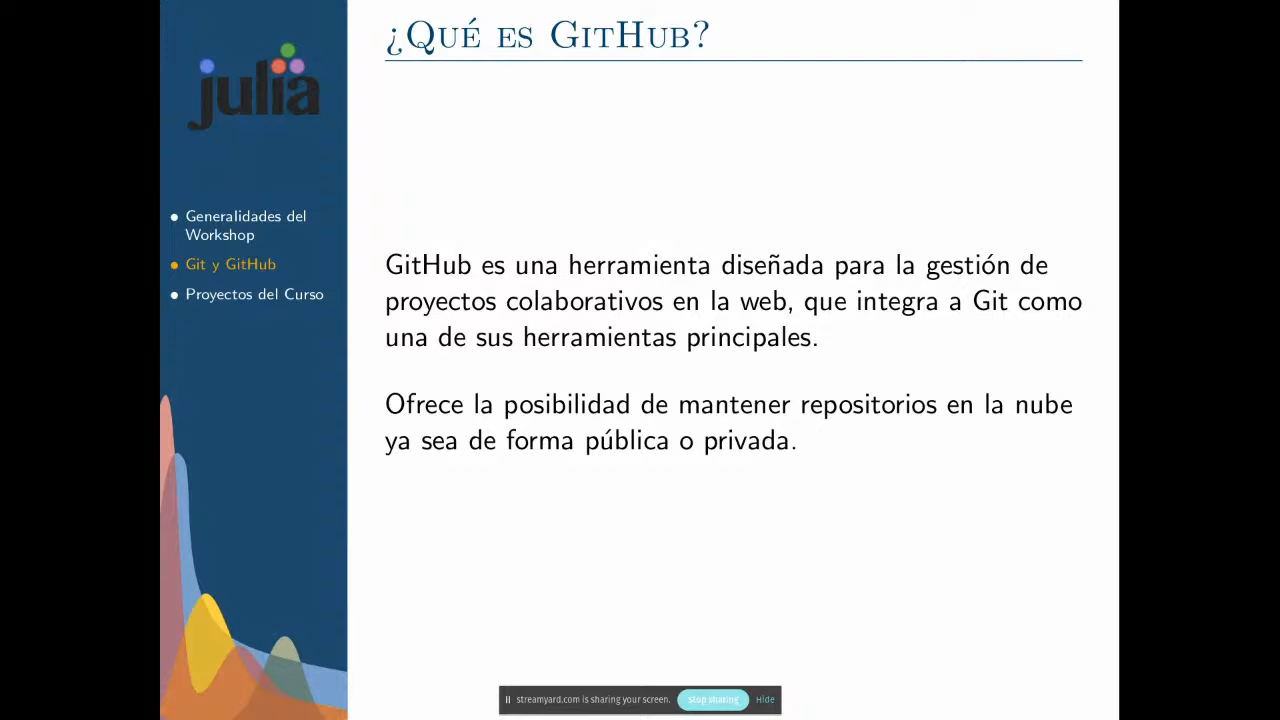 ¿Qué es GitHub?
julia
Generalidades del
Workshop
Git y GitHub
Proyectos del Curso
GitHub es una herramienta diseñada para la gestión de
proyectos colaborativos en la web, que integra a Git como
una de sus herramientas principales.
Ofrece la posibilidad de mantener repositorios en la nube
ya sea de forma pública o privada.
streamyard.com is sharing your screen.
Stop sharing
Hide